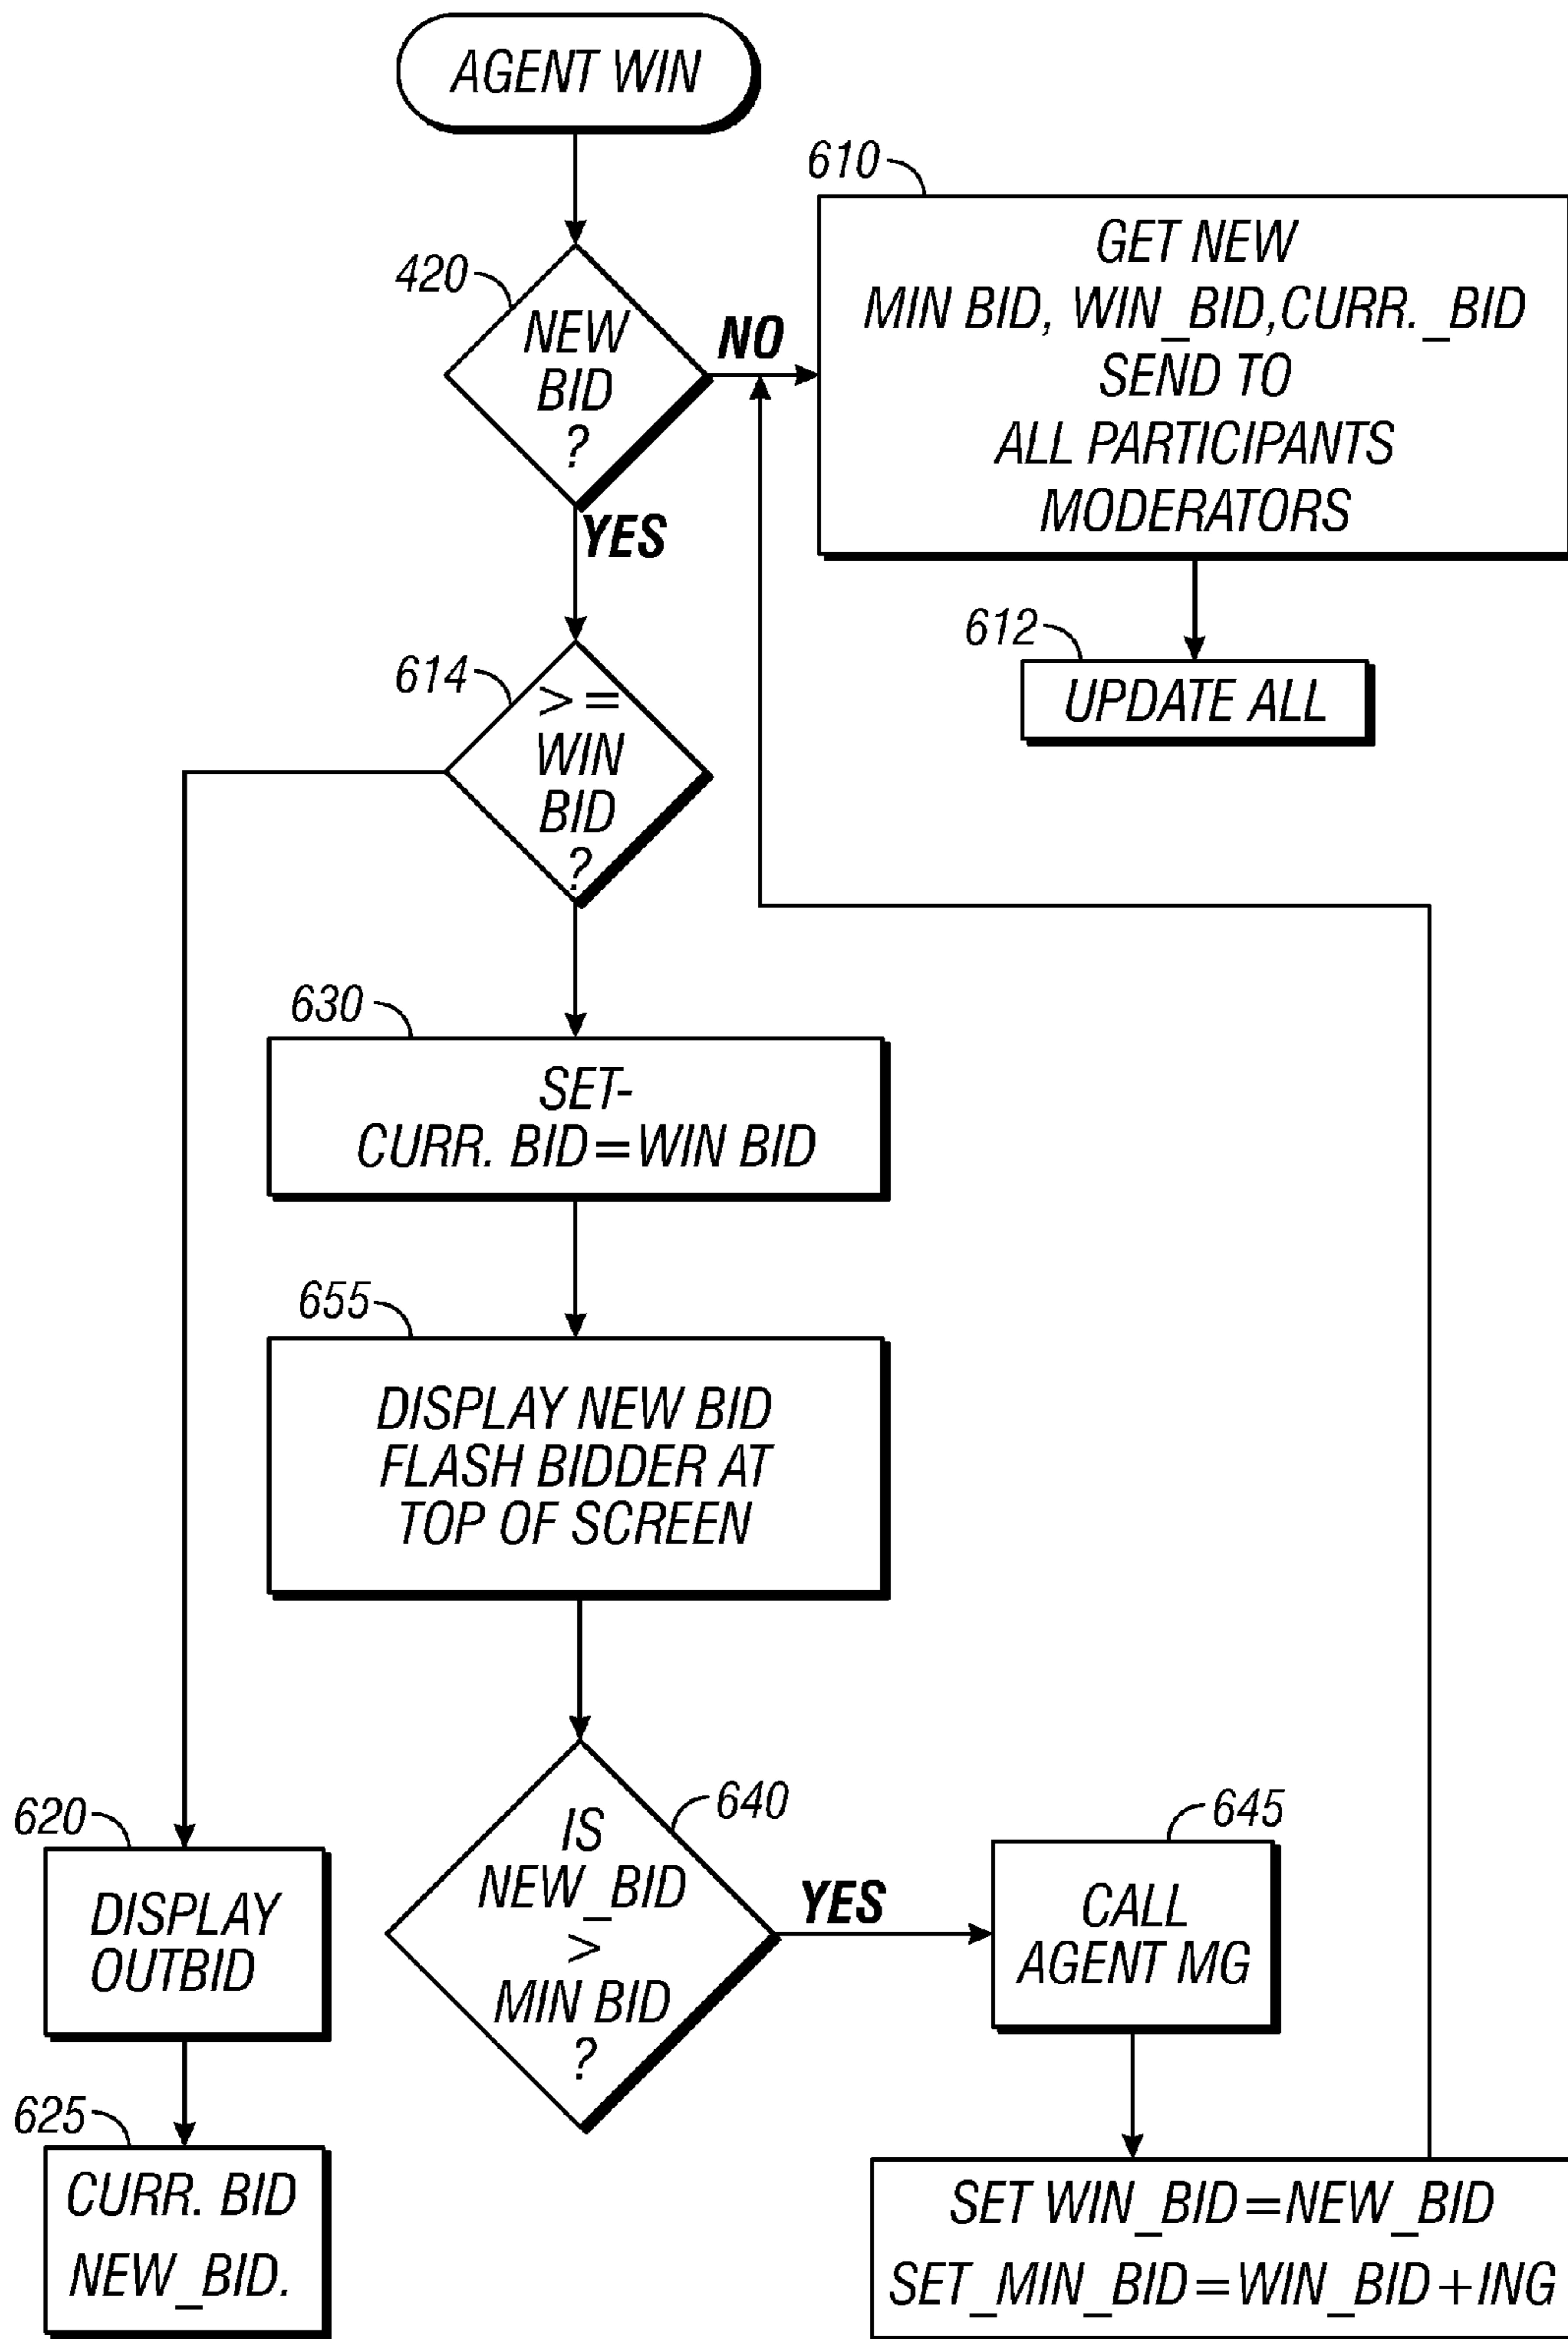 AGENT WIN
610
GET NEW
MIN BID, WIN_BID,CURR._BID
SEND TO
ALL PARTICIPANTS
MODERATORS
420
NEW
BID
?
NO
YES
612
UPDATE ALL
614
>=
WIN
BID
?
630
SET-
CURR. BID=WIN BID
655
DISPLAY NEW BID
FLASH BIDDER AT
TOP OF SCREEN
640
IS
NEW_BID
>
MIN BID
?
YES
645
CALL
AGENT MG
620
DISPLAY
OUTBID
625
CURR. BID
NEW_BID.
SET WIN_BID=NEW_BID
SET_MIN_BID=WIN_BID+ING